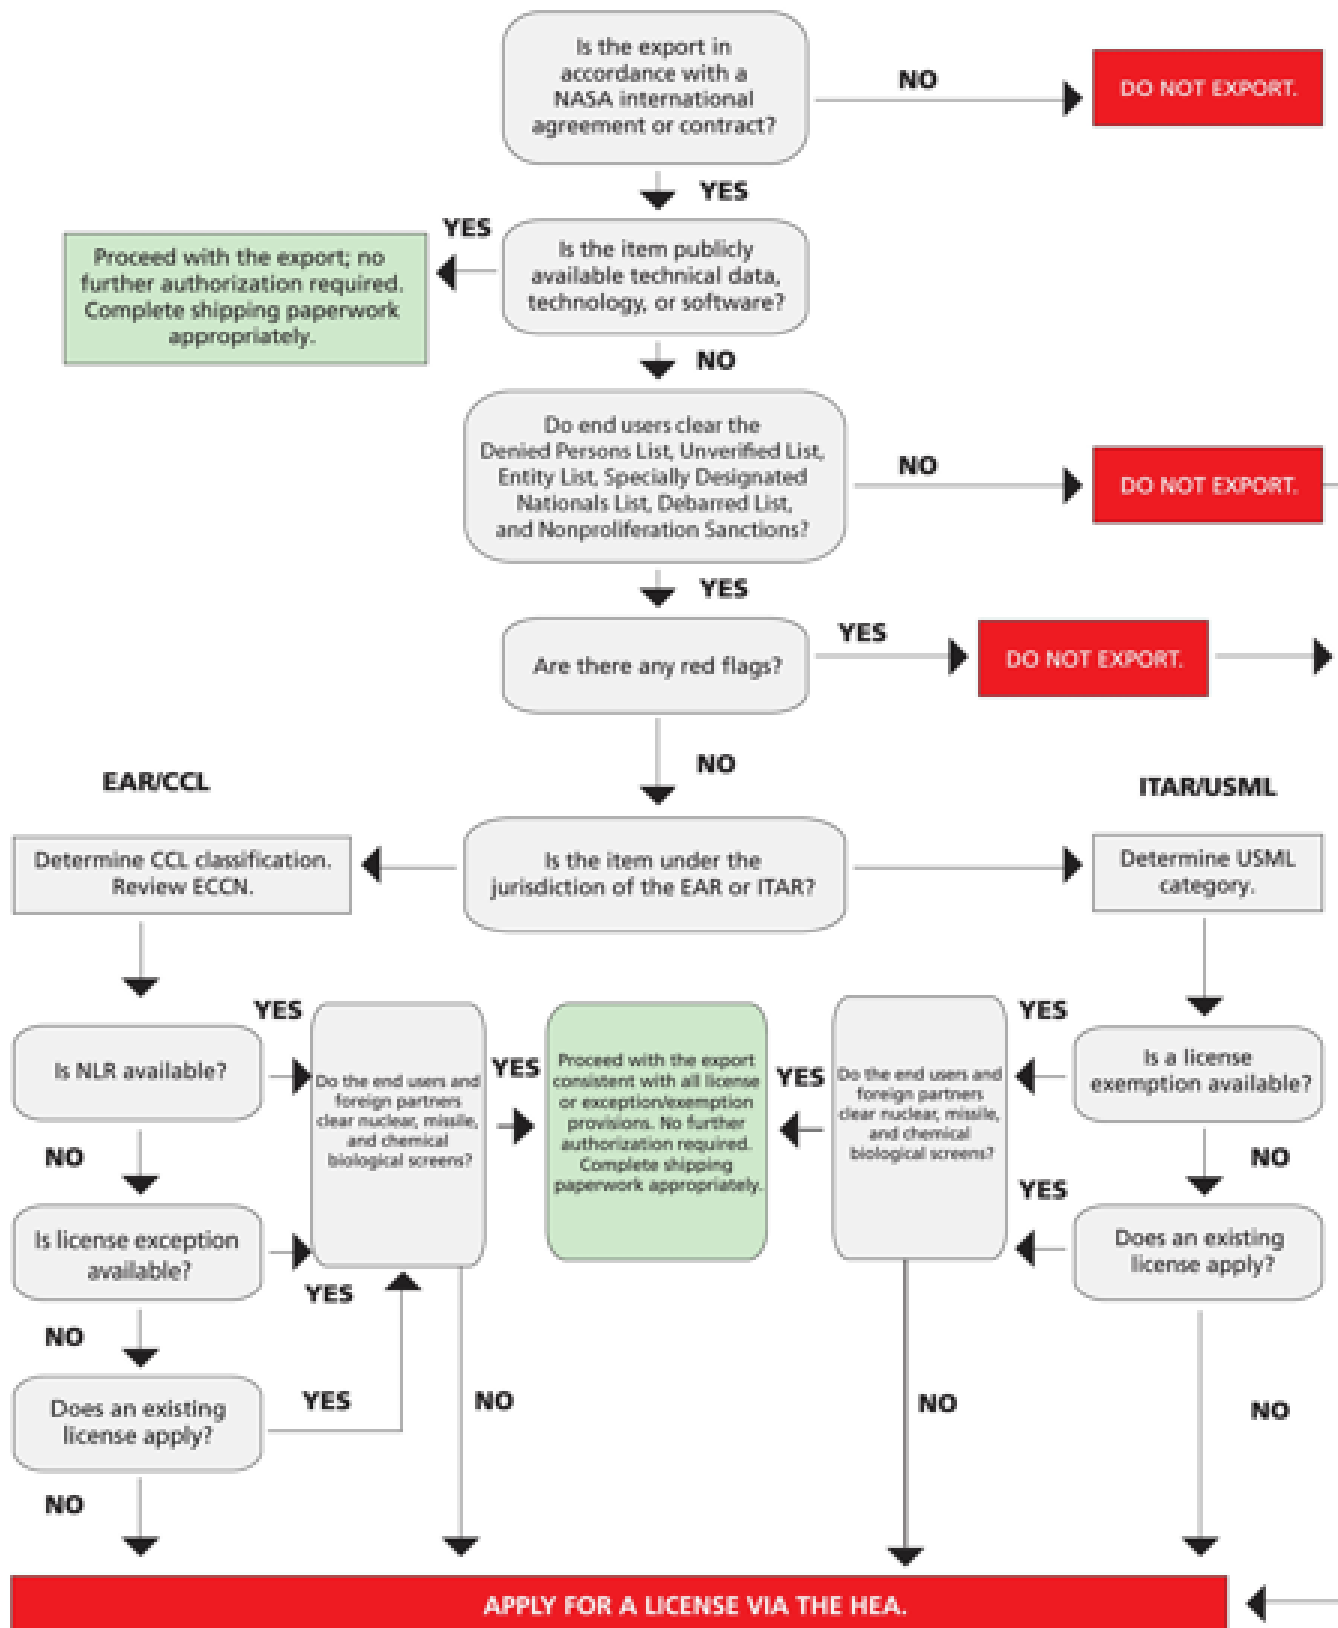 Is the export in
accordance with a
NASA international
agreement or contract?
NO
DO NOT EXPORT.
YES
YES
Proceed with the export; no
further authorization required.
Complete shipping paperwork
appropriately.
Is the item publicly
available technical data,
technology, or software?
NO
Do end users clear the
Denied Persons List, Unverified List,
Entity List, Specially Designated
Nationals List, Debarred List,
and Nonproliferation Sanctions?
NO
DO NOT EXPORT.
YES
Are there any red flags?
YES
DO NOT EXPORT.
NO
EAR/CCL
ITAR/USML
Determine CCL classification.
Review ECCN.
Is the item under the
jurisdiction of the EAR or ITAR?
Determine USML
category.
YES
Is NLR available?
Do the end users and
foreign partners
clear nuclear, missile,
and chemical
biological screens?
YES
Proceed with the export
consistent with all license
or exception/exemption
provisions. No further
authorization required.
Complete shipping
paperwork appropriately.
YES
Do the end users and
foreign partners
clear nuclear, missile,
and chemical
biological screens?
YES
Is a license
exemption available?
NO
NO
YES
Is license exception
available?
YES
Does an existing
license apply?
NO
Does an existing
license apply?
YES
NO
NO
NO
NO
APPLY FOR A LICENSE VIA THE HEA.